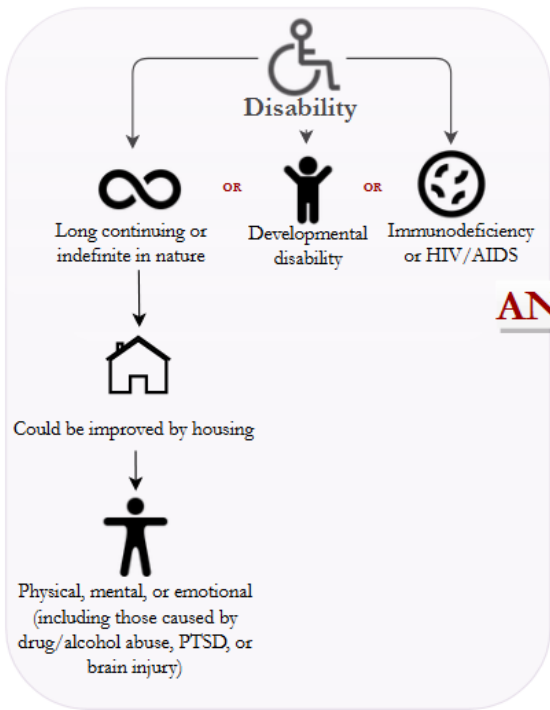 Disability
OR
OR
Long continuing or
indefinite in nature
Developmental
disability
Immunodeficiency
or HIV/AIDS
AN
Could be improved by housing
Physical, mental, or emotional
(including those caused by
drug/alcohol abuse, PTSD, or
brain injury)